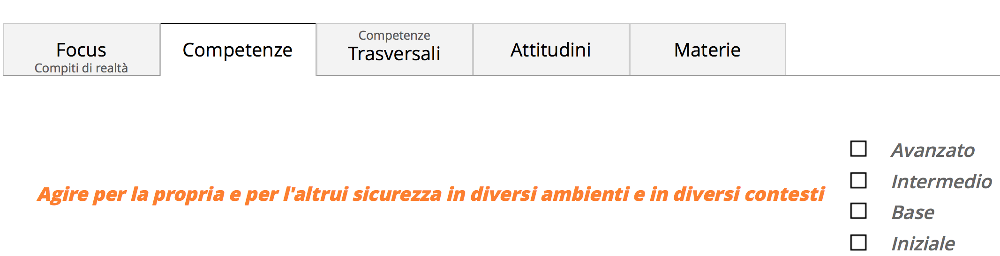 Focus
Compiti di realtà
Competenze
Competenze
Trasversali
Attitudini
Materie
Agire per la propria e per l'altrui sicurezza in diversi ambienti e in diversi contesti
Avanzato
Intermedio
Base
Iniziale